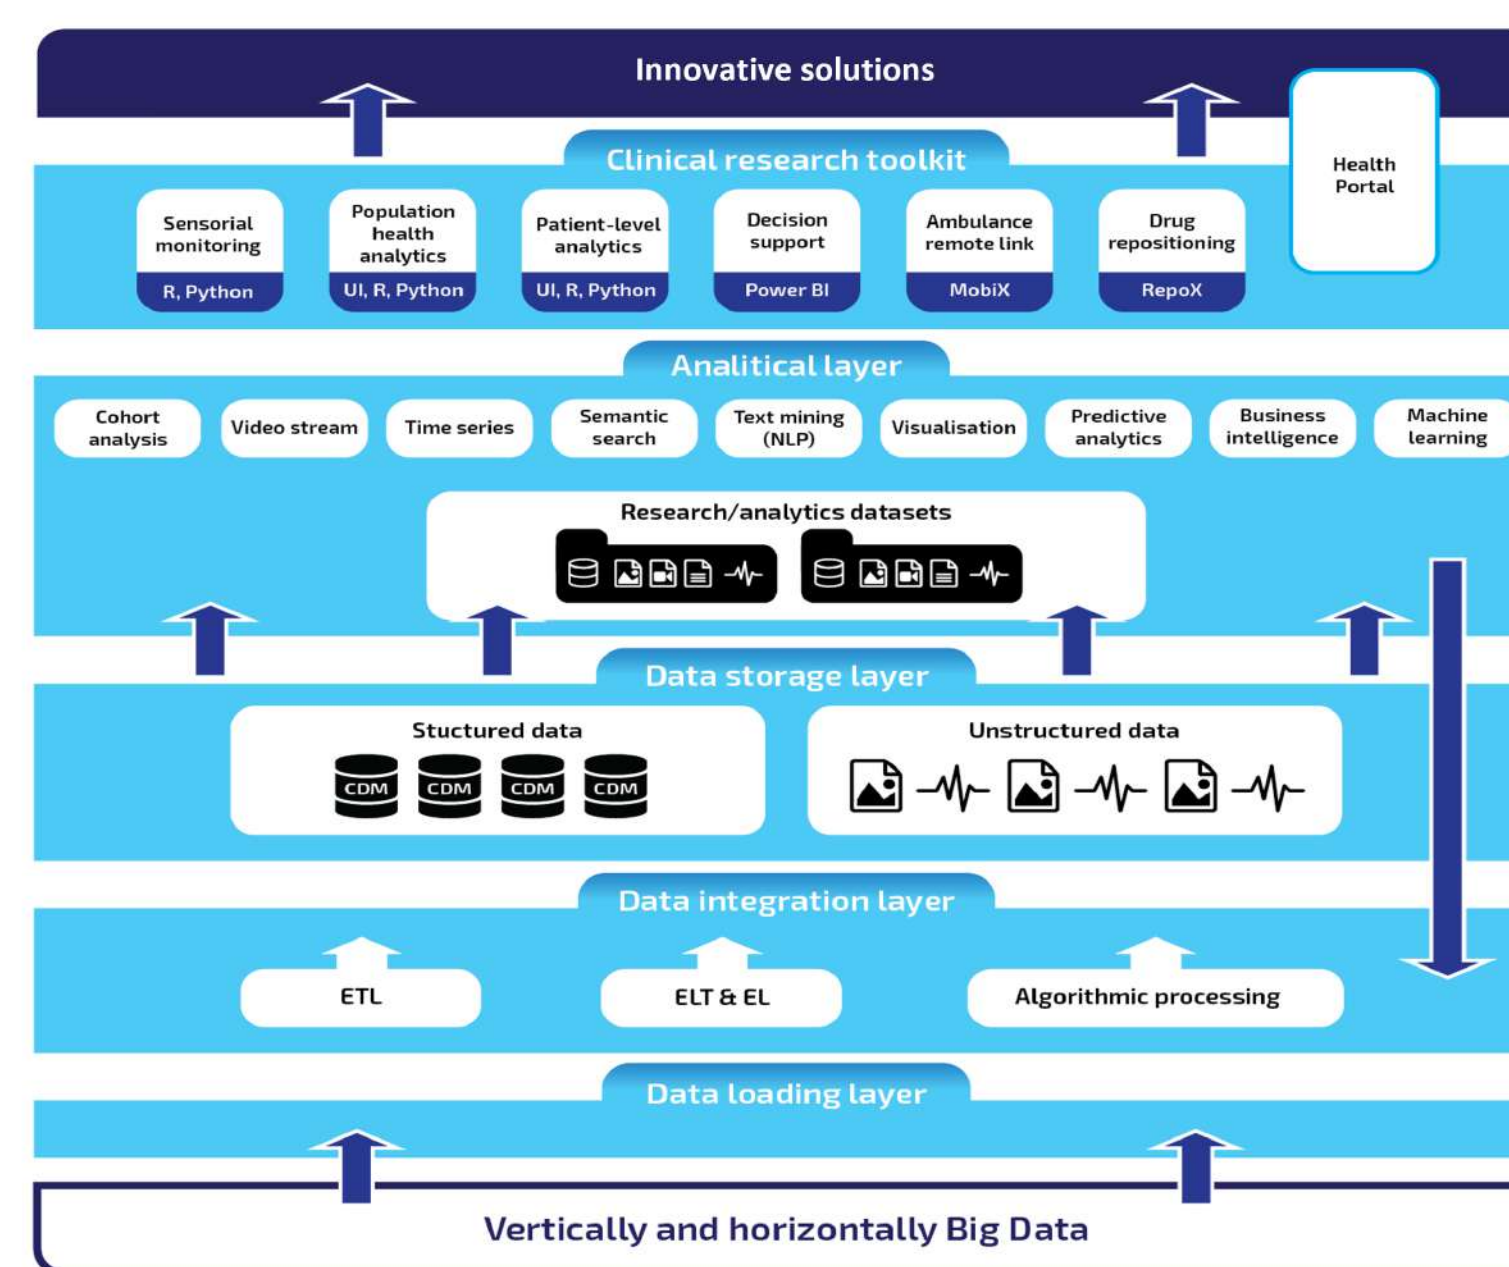 Innovative solutions
Health
Portal
Clinical research toolkit
Sensorial
monitoring
R, Python
Population
health
analytics
UI, R, Python
Patient-level
analytics
UI, R, Python
Decision
support
Power BI
Ambulance
remote link
MobiX
Drug
repositioning
RepoX
Analitical layer
Cohort
analysis
Video stream
Time series
Semantic
search
Text mining
(NLP)
Visualisation
Predictive
analytics
Business
intelligence
Machine
learning
Research/analytics datasets
Data storage layer
Stuctured data
CDM
CDM
CDM
CDM
Unstructured data
Data integration layer
ETL
ELT & EL
Algorithmic processing
Data loading layer
Vertically and horizontally Big Data